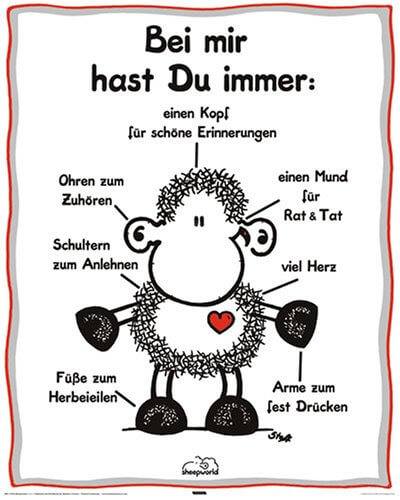 Bei mir
hast Du immer:
einen Kopf
für schöne Erinnerungen
Ohren zum
Zuhören
einen Mund
für
Rat & Tat
Schultern
zum Anlehnen
viel Herz
Füße zum
Herbeieilen
Arme zum
fest Drücken
sheepworld